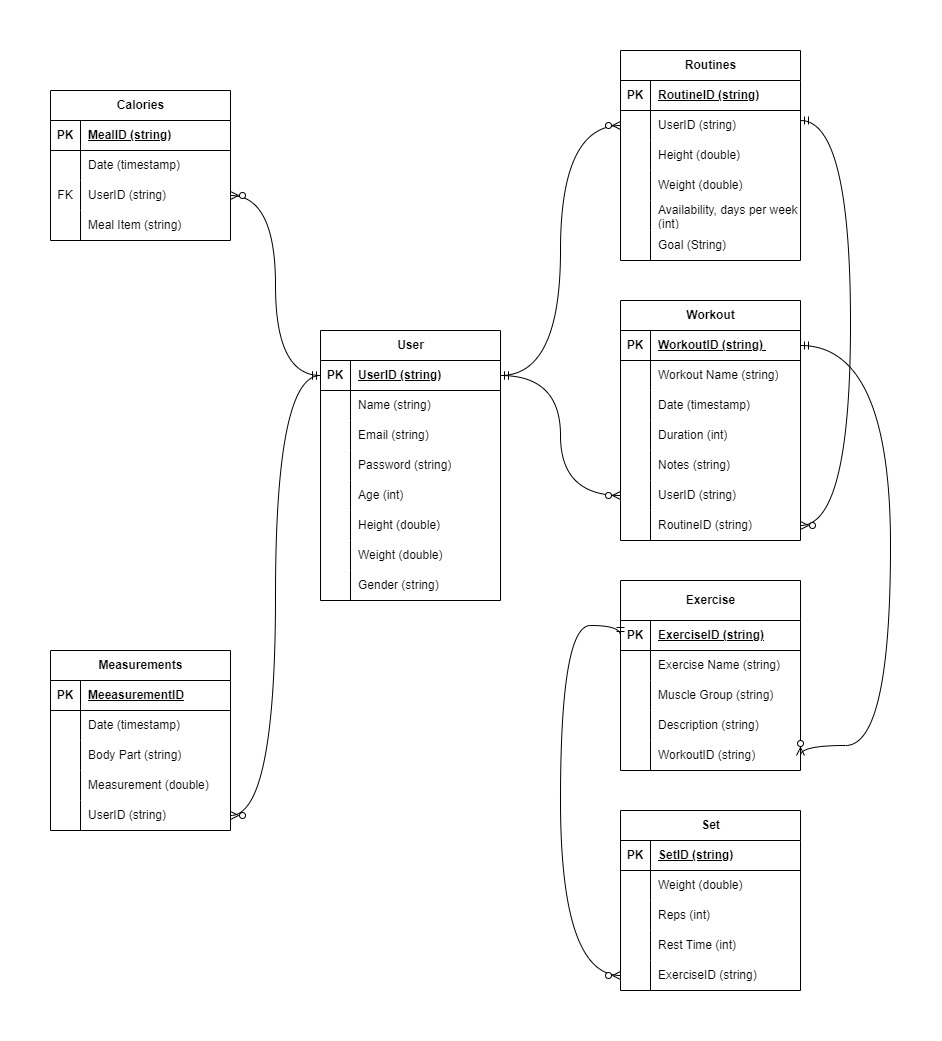 Calories
PK MealID (string)
Date (timestamp)
FK UserID (string)
Meal Item (string)
User
PK UserID (string)
Name (string)
Email (string)
Password (string)
Age (int)
Height (double)
Weight (double)
Gender (string)
Measurements
PK MeeasurementID
Date (timestamp)
Body Part (string)
Measurement (double)
UserID (string)
Routines
PK RoutineID (string)
UserID (string)
Height (double)
Weight (double)
Availability, days per week
(int)
Goal (String)
Workout
PK WorkoutID (string)
Workout Name (string)
Date (timestamp)
Duration (int)
Notes (string)
UserID (string)
RoutineID (string)
Exercise
PK ExerciseID (string)
Exercise Name (string)
Muscle Group (string)
Description (string)
WorkoutID (string)
Set
PK SetID (string)
Weight (double)
Reps (int)
Rest Time (int)
ExerciseID (string)